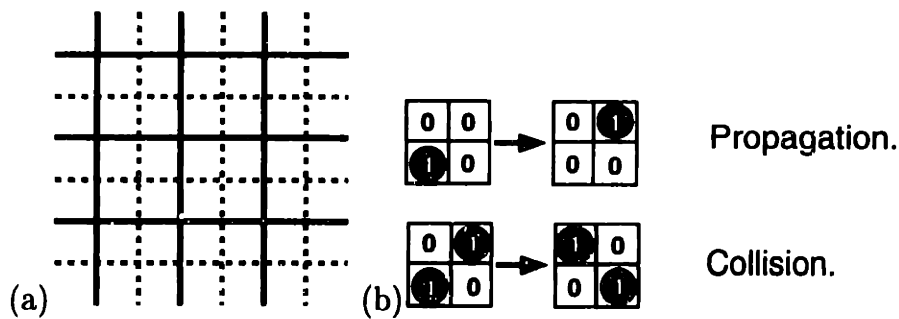 0 0 0 1
1 0 0 0
Propagation.
0 1 1 0
1 0 0 1
Collision.
(a) (b)